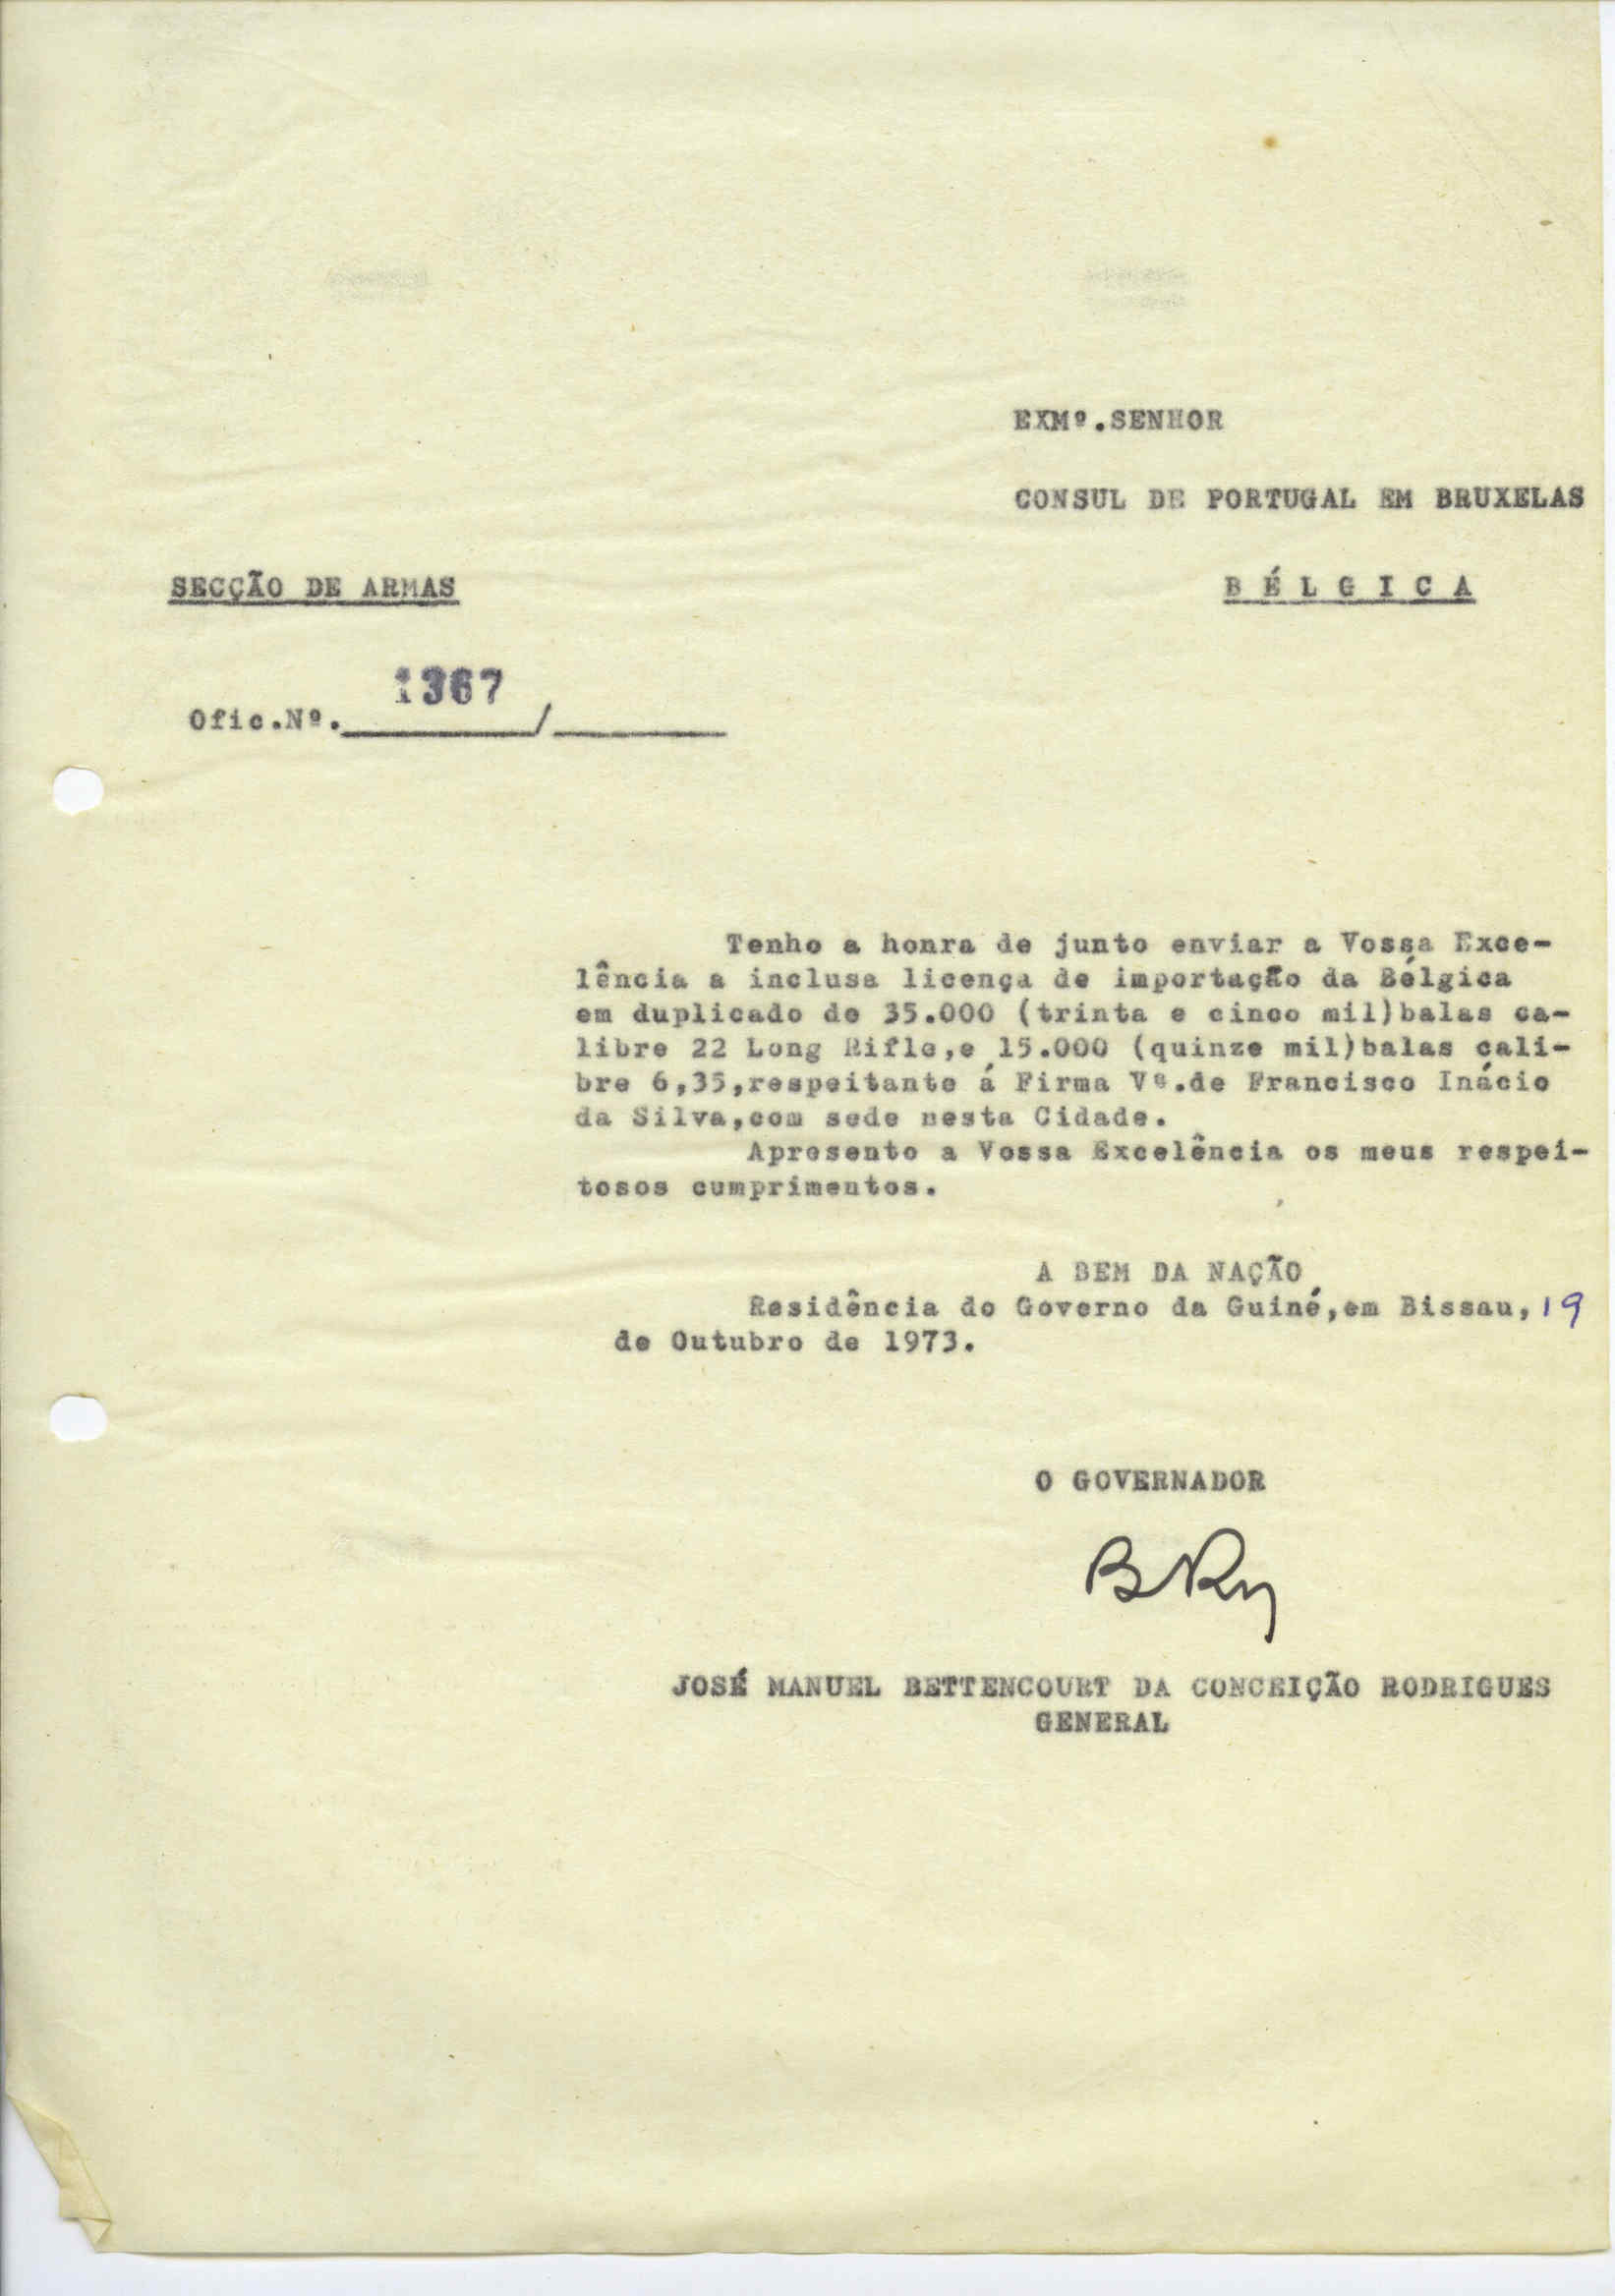 EXMº.SENHOR
CONSUL DE PORTUGAL EM BRUXELAS
SECÇÃO DE ARMAS
BÉLGICA
1367
Ofic.Nº.__________/__________
Tenho a honra de junto enviar a Vossa Exce-
lência a inclusa licença de importação da Bélgica
em duplicado de 35.000 (trinta e cinco mil)balas ca-
libre 22 Long Rifle,e 15.000 (quinze mil)balas cali-
bre 6,35,respeitante á Firma Vª.de Francisco Inácio
da Silva,com sede nesta Cidade.
Apresento a Vossa Excelência os meus respei-
tosos cumprimentos.
A BEM DA NAÇÃO
Residência do Governo da Guiné,em Bissau, 19
de Outubro de 1973.
O GOVERNADOR
JOSÉ MANUEL BETTENCOURT DA CONCEIÇÃO RODRIGUES
GENERAL